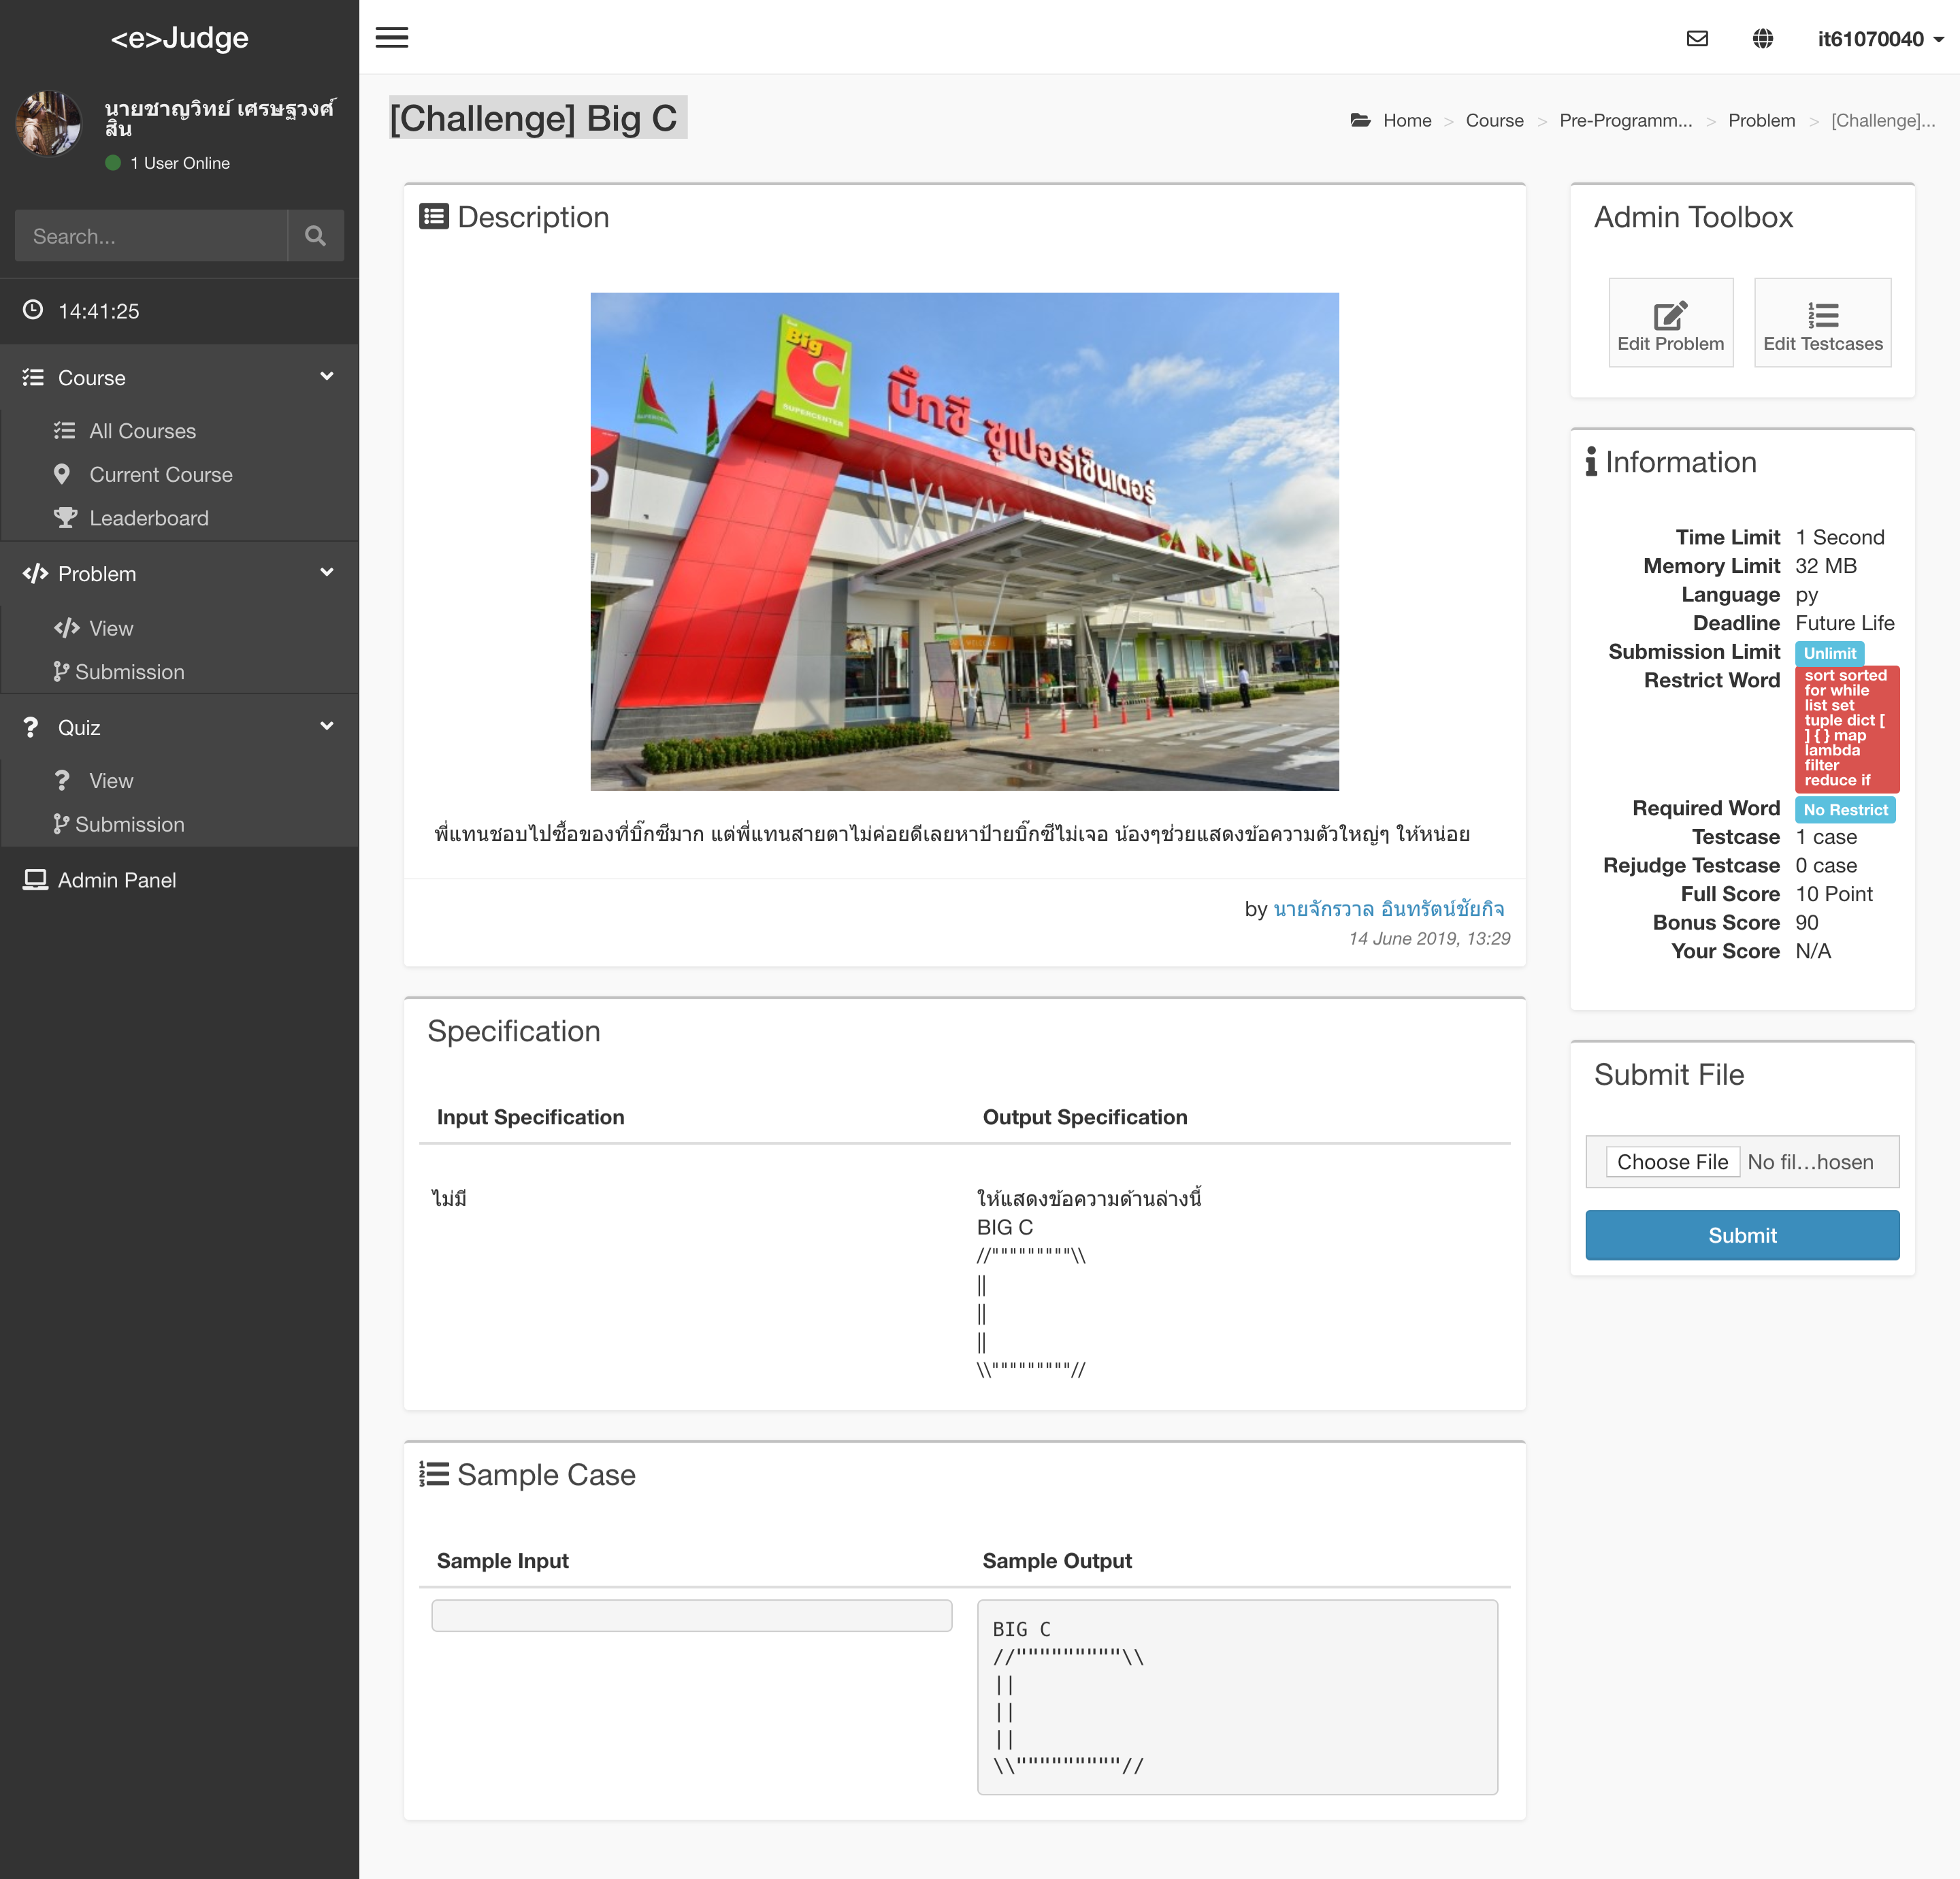 <e>Judge
นายชาญวิทย์ เศรษฐวงศ์
สิน
1 User Online
Search...
14:41:25
Course
All Courses
Current Course
Leaderboard
Problem
View
Submission
Quiz
View
Submission
Admin Panel
it61070040
[Challenge] Big C
Home > Course > Pre-Programm... > Problem > [Challenge]...
Description
Big
C
SUPERCENTER
บิ๊กซี ซูเปอร์เซ็นเตอร์
พี่แทนชอบไปซื้อของที่บิ๊กซีมาก แต่พี่แทนสายตาไม่ค่อยดีเลยหาป้ายบิ๊กซีไม่เจอ น้องๆช่วยแสดงข้อความตัวใหญ่ๆ ให้หน่อย
by นายจักรวาล อินทรัตน์ชัยกิจ
14 June 2019, 13:29
Specification
Input Specification
Output Specification
ไม่มี
ให้แสดงข้อความด้านล่างนี้
BIG C
//"""""""""\\
||
||
||
\\"""""""""//
Sample Case
Sample Input
Sample Output
BIG C
//"""""""""\\
||
||
||
\\"""""""""//
Admin Toolbox
Edit Problem
Edit Testcases
Information
Time Limit 1 Second
Memory Limit 32 MB
Language py
Deadline Future Life
Submission Limit Unlimit
Restrict Word sort sorted
for while
list set
tuple dict [
] { } map
lambda
filter
reduce if
Required Word No Restrict
Testcase 1 case
Rejudge Testcase 0 case
Full Score 10 Point
Bonus Score 90
Your Score N/A
Submit File
Choose File No fil...hosen
Submit